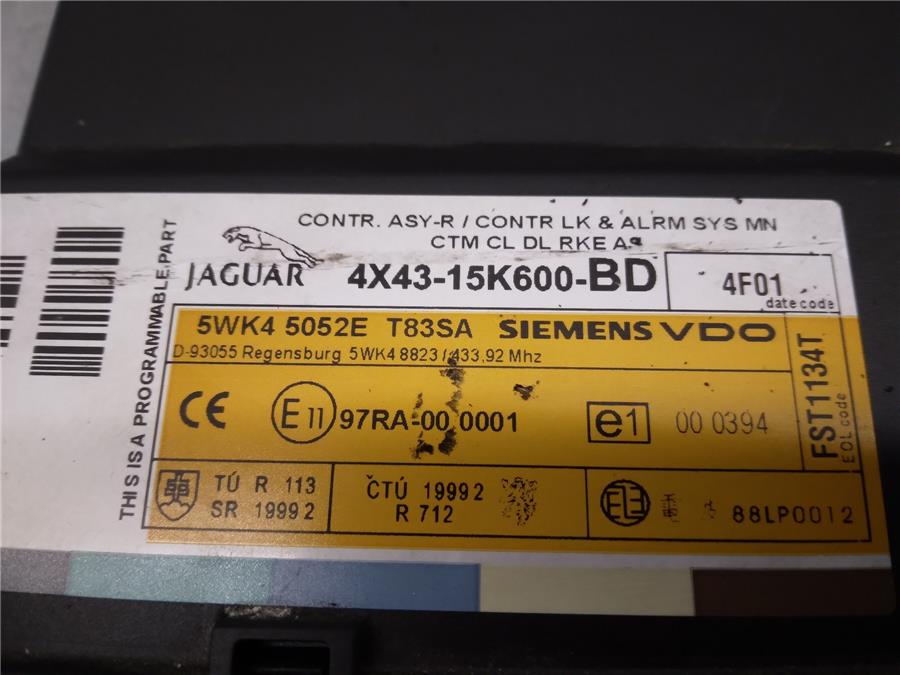 CONTR. ASY-R / CONTR LK & ALRM SYS MN
CTM CL DL RKE
JAGUAR 4X43-15K600-BD
4F01
date code
THIS IS A PROGRAMMABLE PART
5WK4 5052E T83SA SIEMENS VDO
D-93055 Regensburg 5WK4 8823 / 433,92 Mhz
CE E11 97RA-00 0001 e1 00 0394
FST1134T
EOL code
TÚ R 113
SR 1999 2
ČTÚ 1999 2
R 712
88LP0012